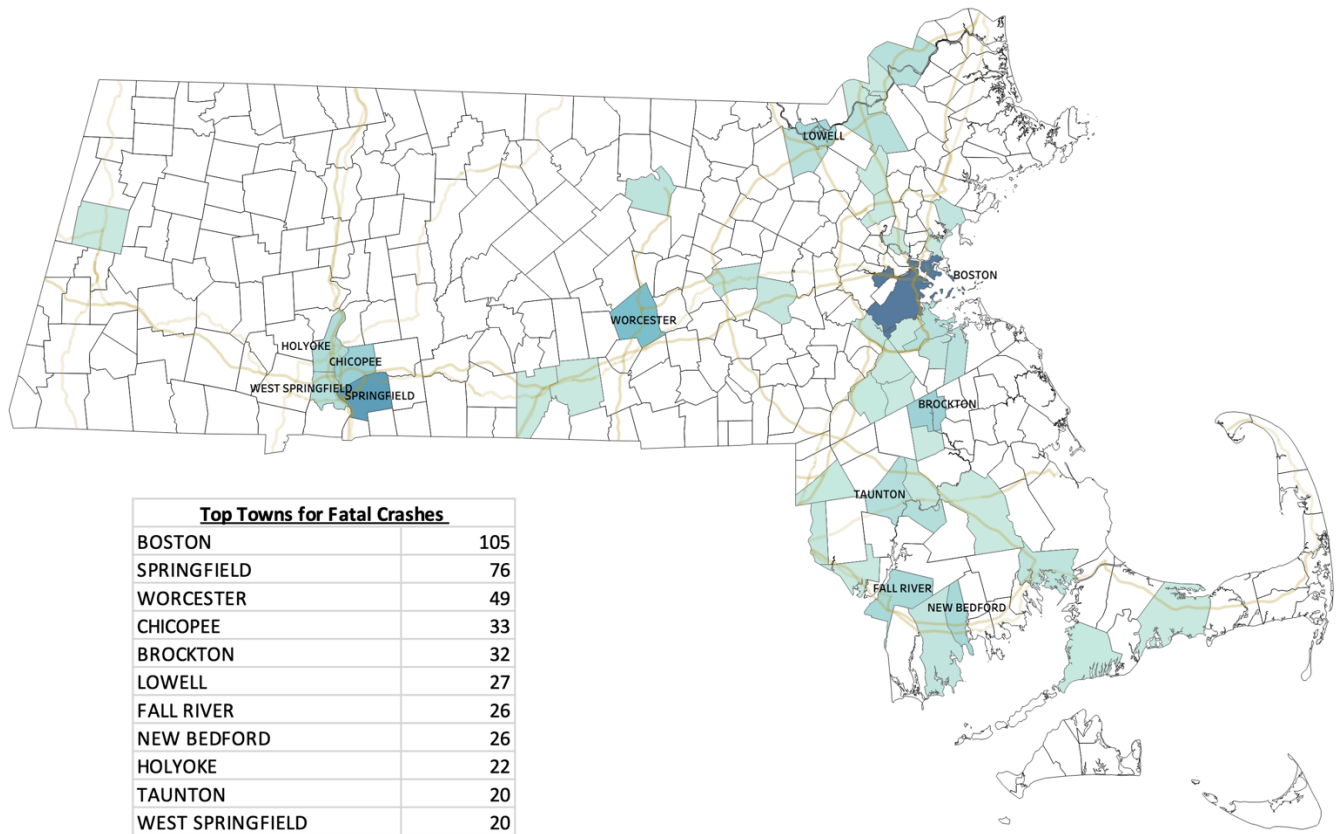 LOWELL
BOSTON
WORCESTER
HOLYOKE
CHICOPEE
WEST SPRINGFIELD
SPRINGFIELD
BROCKTON
TAUNTON
FALL RIVER
NEW BEDFORD
Top Towns for Fatal Crashes
BOSTON 105
SPRINGFIELD 76
WORCESTER 49
CHICOPEE 33
BROCKTON 32
LOWELL 27
FALL RIVER 26
NEW BEDFORD 26
HOLYOKE 22
TAUNTON 20
WEST SPRINGFIELD 20